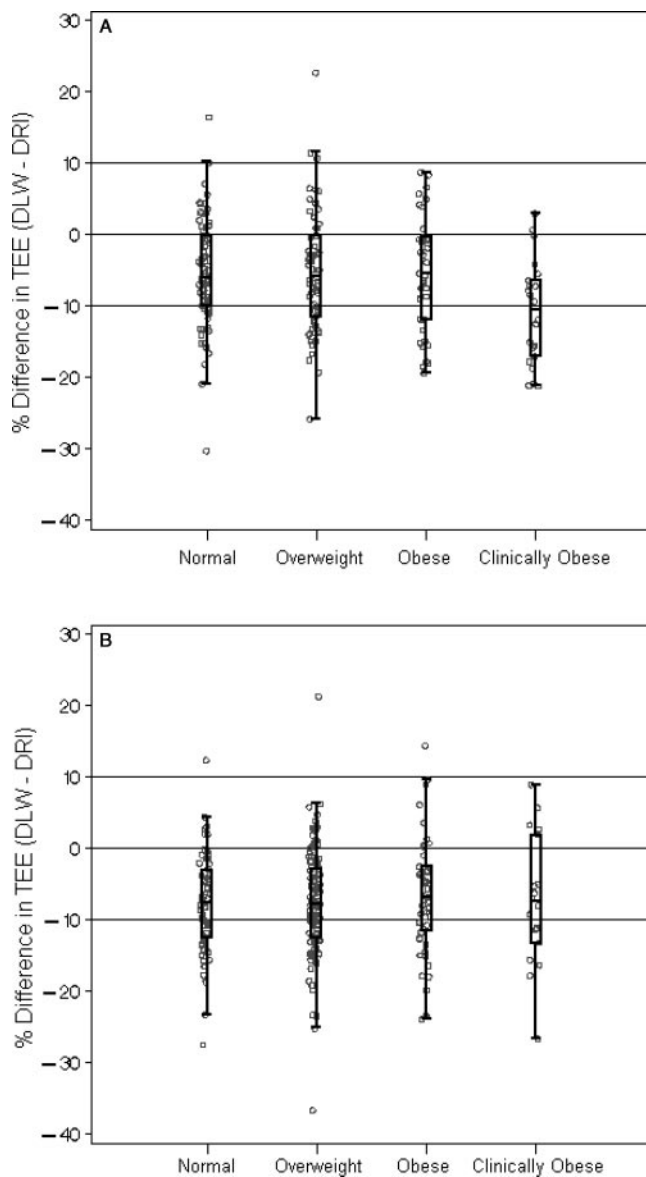 A
30
20
10
0
−10
−20
−30
−40
% Difference in TEE (DLW - DRI)
Normal Overweight Obese Clinically Obese
B
30
20
10
0
−10
−20
−30
−40
% Difference in TEE (DLW - DRI)
Normal Overweight Obese Clinically Obese